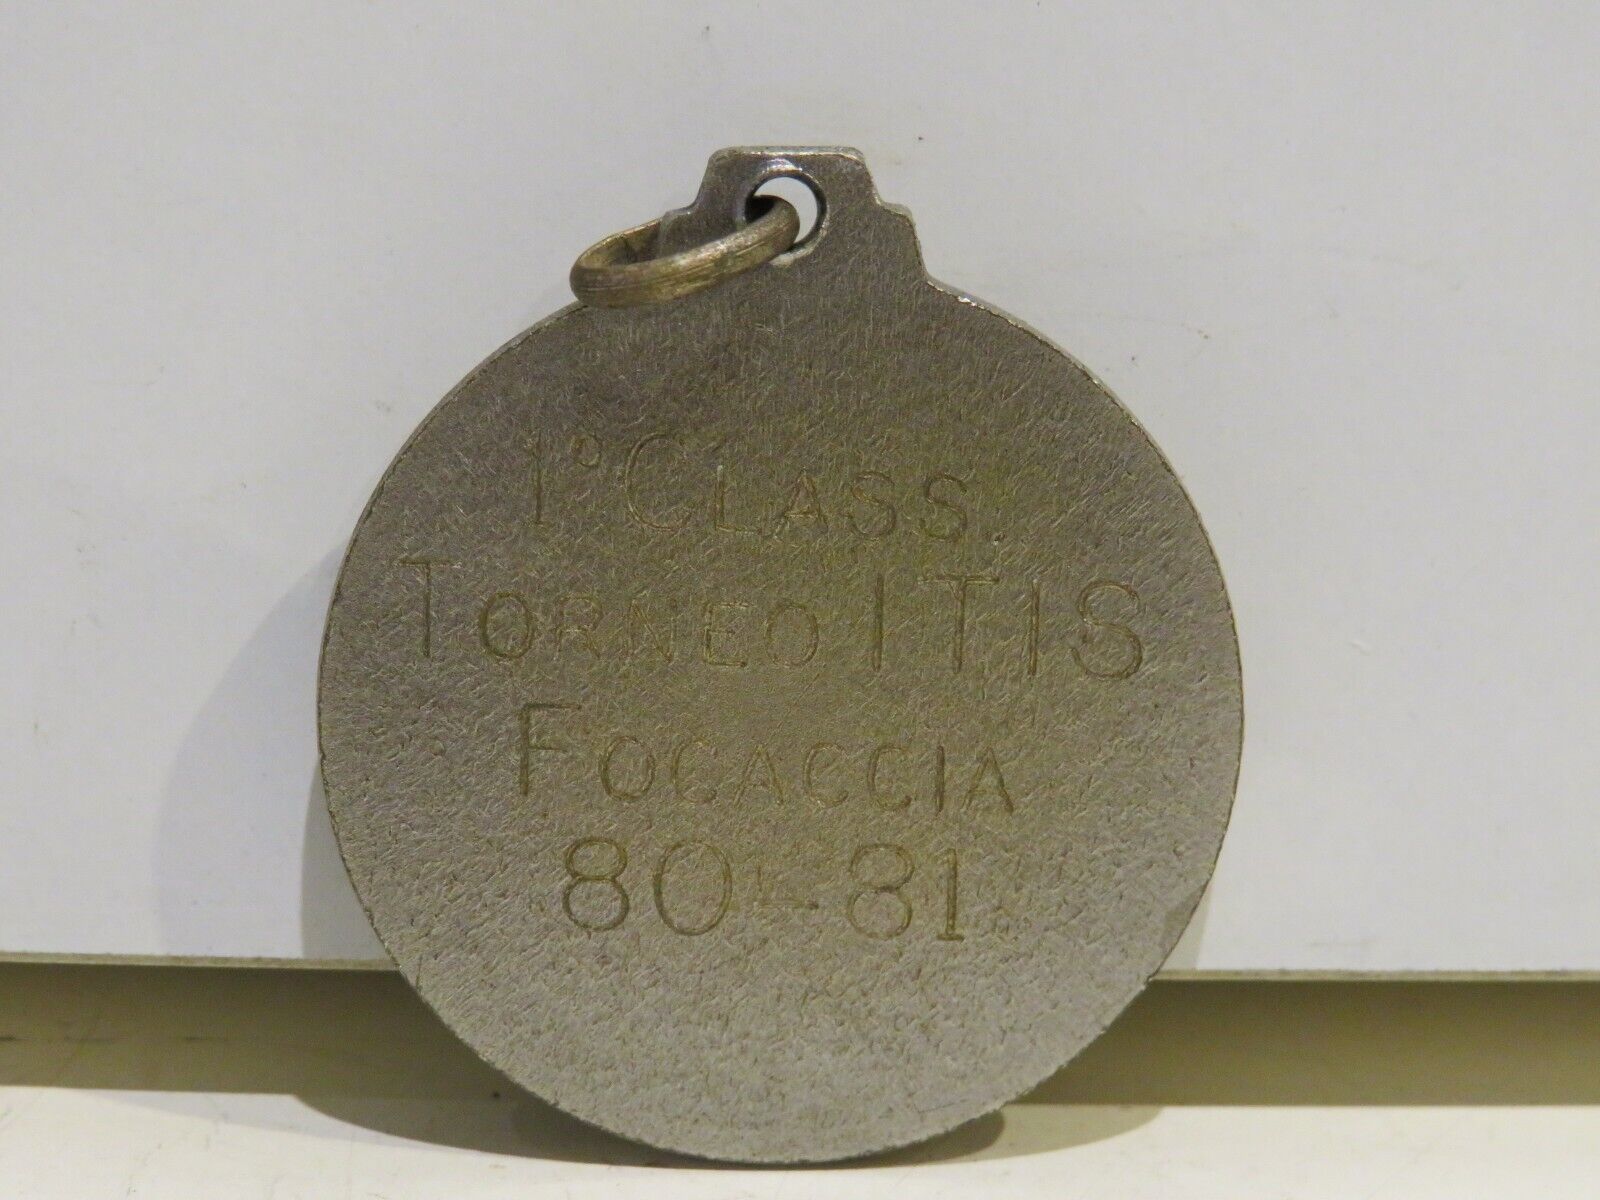 1° CLASS.
TORNEO ITIS
FOCACCIA
80-81